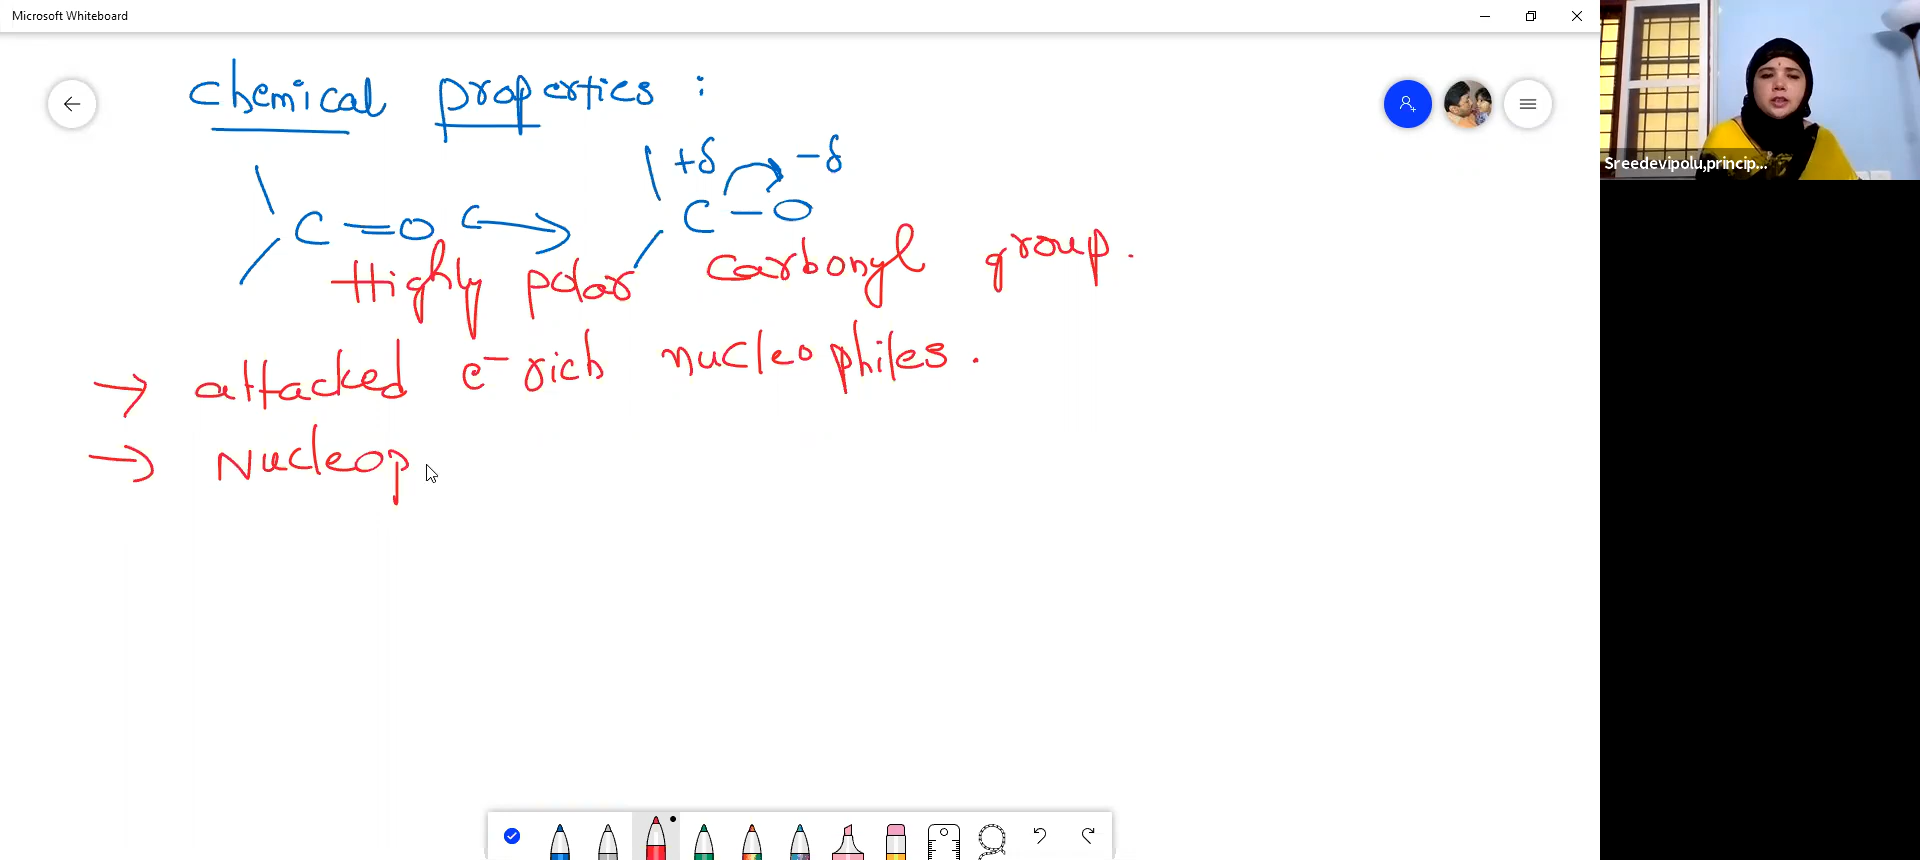 Microsoft Whiteboard
Chemical properties :
+δ -δ
C = O C - O
Highly polar carbonyl group.
→ attacked e⁻ rich nucleophiles.
→ Nucleop
Sreedevipolu,princip...